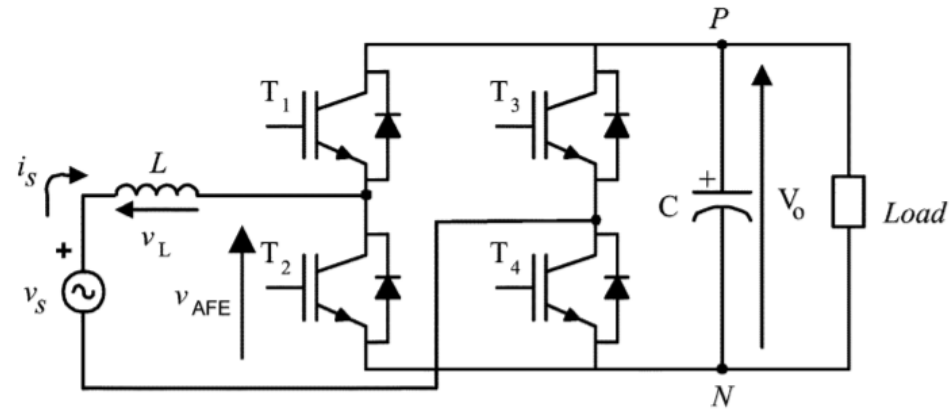 P
T1
T3
is
L
+
C
Vo
Load
vL
+
T2
T4
vs
vAFE
N